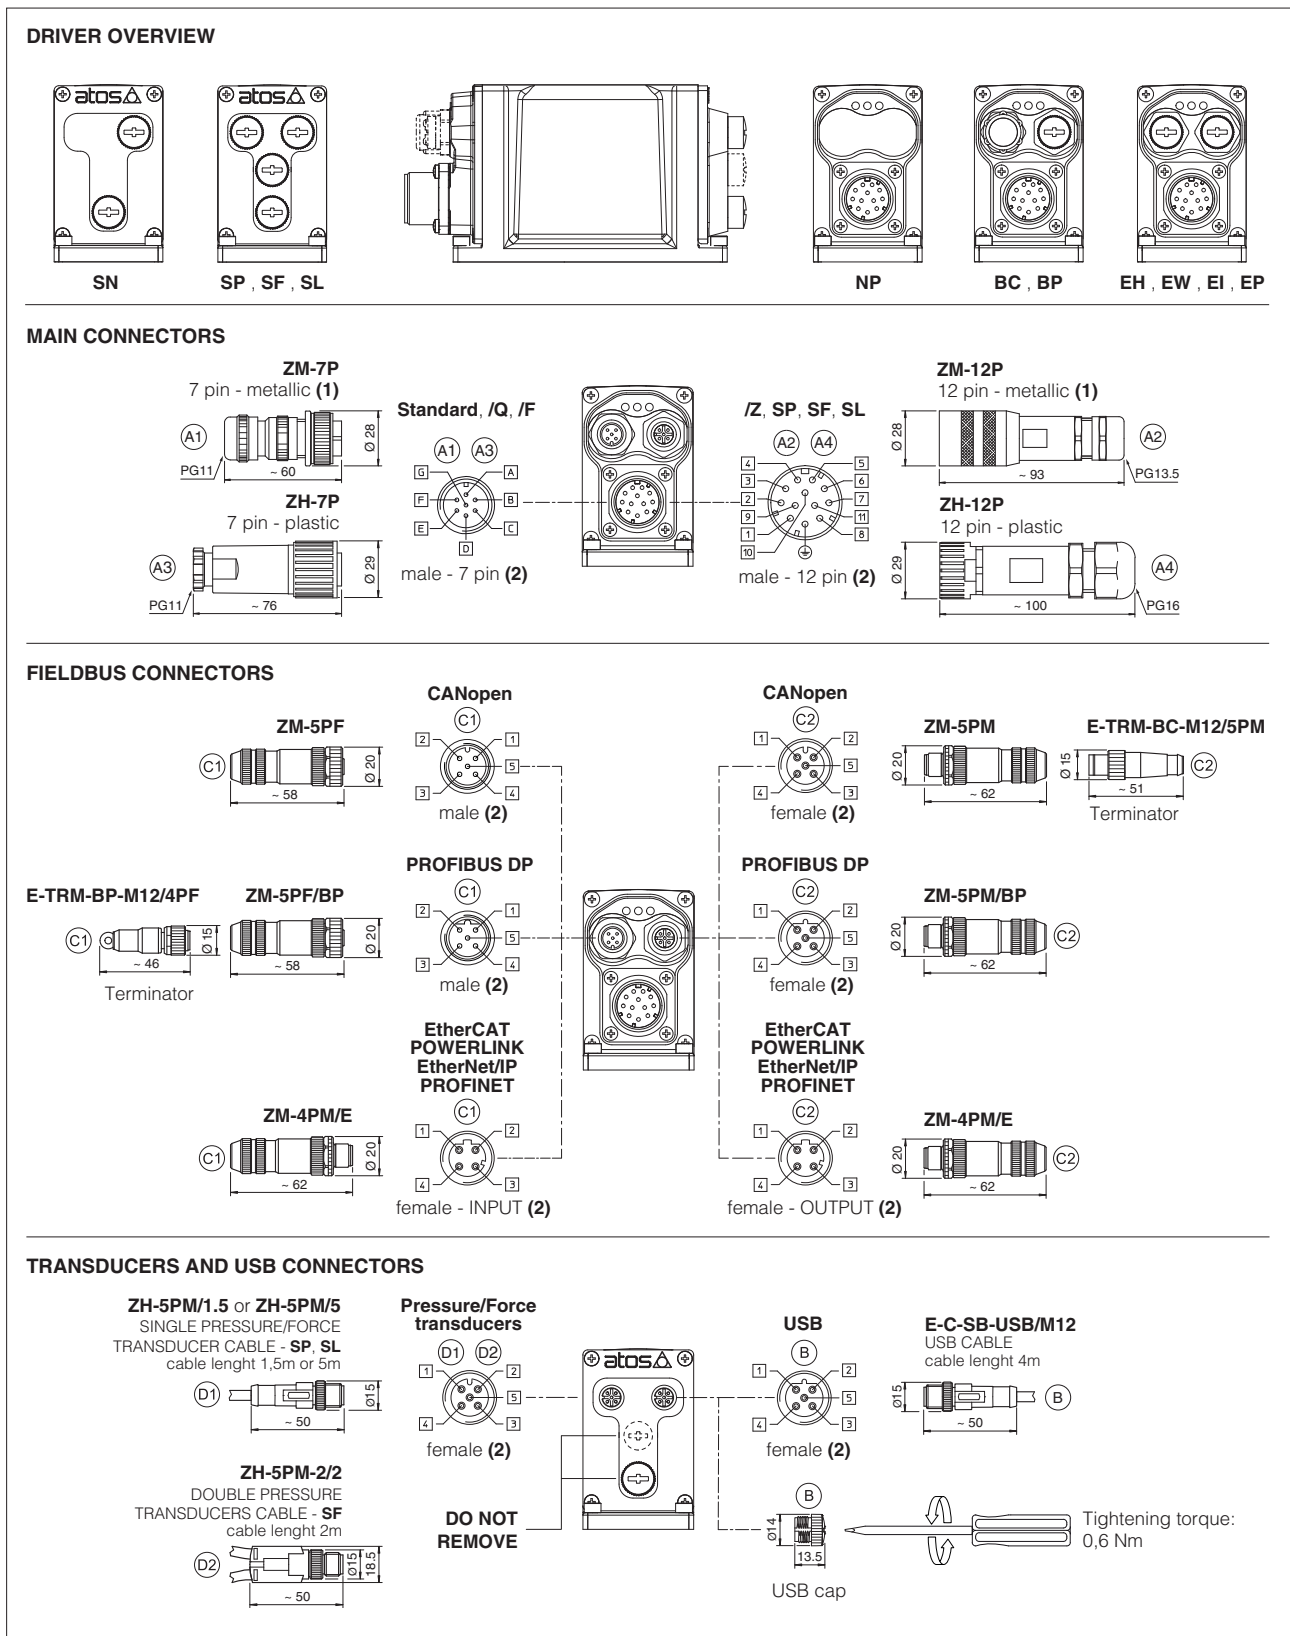 DRIVER OVERVIEW
atos
atos
SN
SP , SF , SL
NP
BC , BP
EH , EW , EI , EP
MAIN CONNECTORS
ZM-7P
7 pin - metallic (1)
A1
PG11
~ 60
Ø 28
ZH-7P
7 pin - plastic
A3
PG11
~ 76
Ø 29
Standard, /Q, /F
A1 A3
G A
F B
E C
D
male - 7 pin (2)
/Z, SP, SF, SL
A2 A4
4 5
3 6
2 7
9 11
1 8
10
male - 12 pin (2)
ZM-12P
12 pin - metallic (1)
Ø 28
A2
~ 93
PG13.5
ZH-12P
12 pin - plastic
Ø 29
A4
~ 100
PG16
FIELDBUS CONNECTORS
ZM-5PF
C1
~ 58
Ø 20
CANopen
C1
2 1
5
3 4
male (2)
CANopen
C2
1 2
5
4 3
female (2)
ZM-5PM
Ø 20
~ 62
E-TRM-BC-M12/5PM
Ø 15
C2
~ 51
Terminator
E-TRM-BP-M12/4PF
C1
Ø 15
~ 46
Terminator
ZM-5PF/BP
Ø 20
~ 58
PROFIBUS DP
C1
2 1
5
3 4
male (2)
PROFIBUS DP
C2
1 2
5
4 3
female (2)
ZM-5PM/BP
Ø 20
C2
~ 62
ZM-4PM/E
C1
Ø 20
~ 62
EtherCAT
POWERLINK
EtherNet/IP
PROFINET
C1
1 2
4 3
female - INPUT (2)
EtherCAT
POWERLINK
EtherNet/IP
PROFINET
C2
1 2
4 3
female - OUTPUT (2)
ZM-4PM/E
Ø 20
C2
~ 62
TRANSDUCERS AND USB CONNECTORS
ZH-5PM/1.5 or ZH-5PM/5
SINGLE PRESSURE/FORCE
TRANSDUCER CABLE - SP, SL
cable lenght 1,5m or 5m
D1
Ø15
~ 50
ZH-5PM-2/2
DOUBLE PRESSURE
TRANSDUCERS CABLE - SF
cable lenght 2m
D2
Ø15
18.5
~ 50
Pressure/Force
transducers
D1 D2
1 2
5
4 3
female (2)
atos
DO NOT
REMOVE
USB
B
1 2
5
4 3
female (2)
E-C-SB-USB/M12
USB CABLE
cable lenght 4m
Ø15
B
~ 50
B
Ø14
13.5
USB cap
Tightening torque:
0,6 Nm